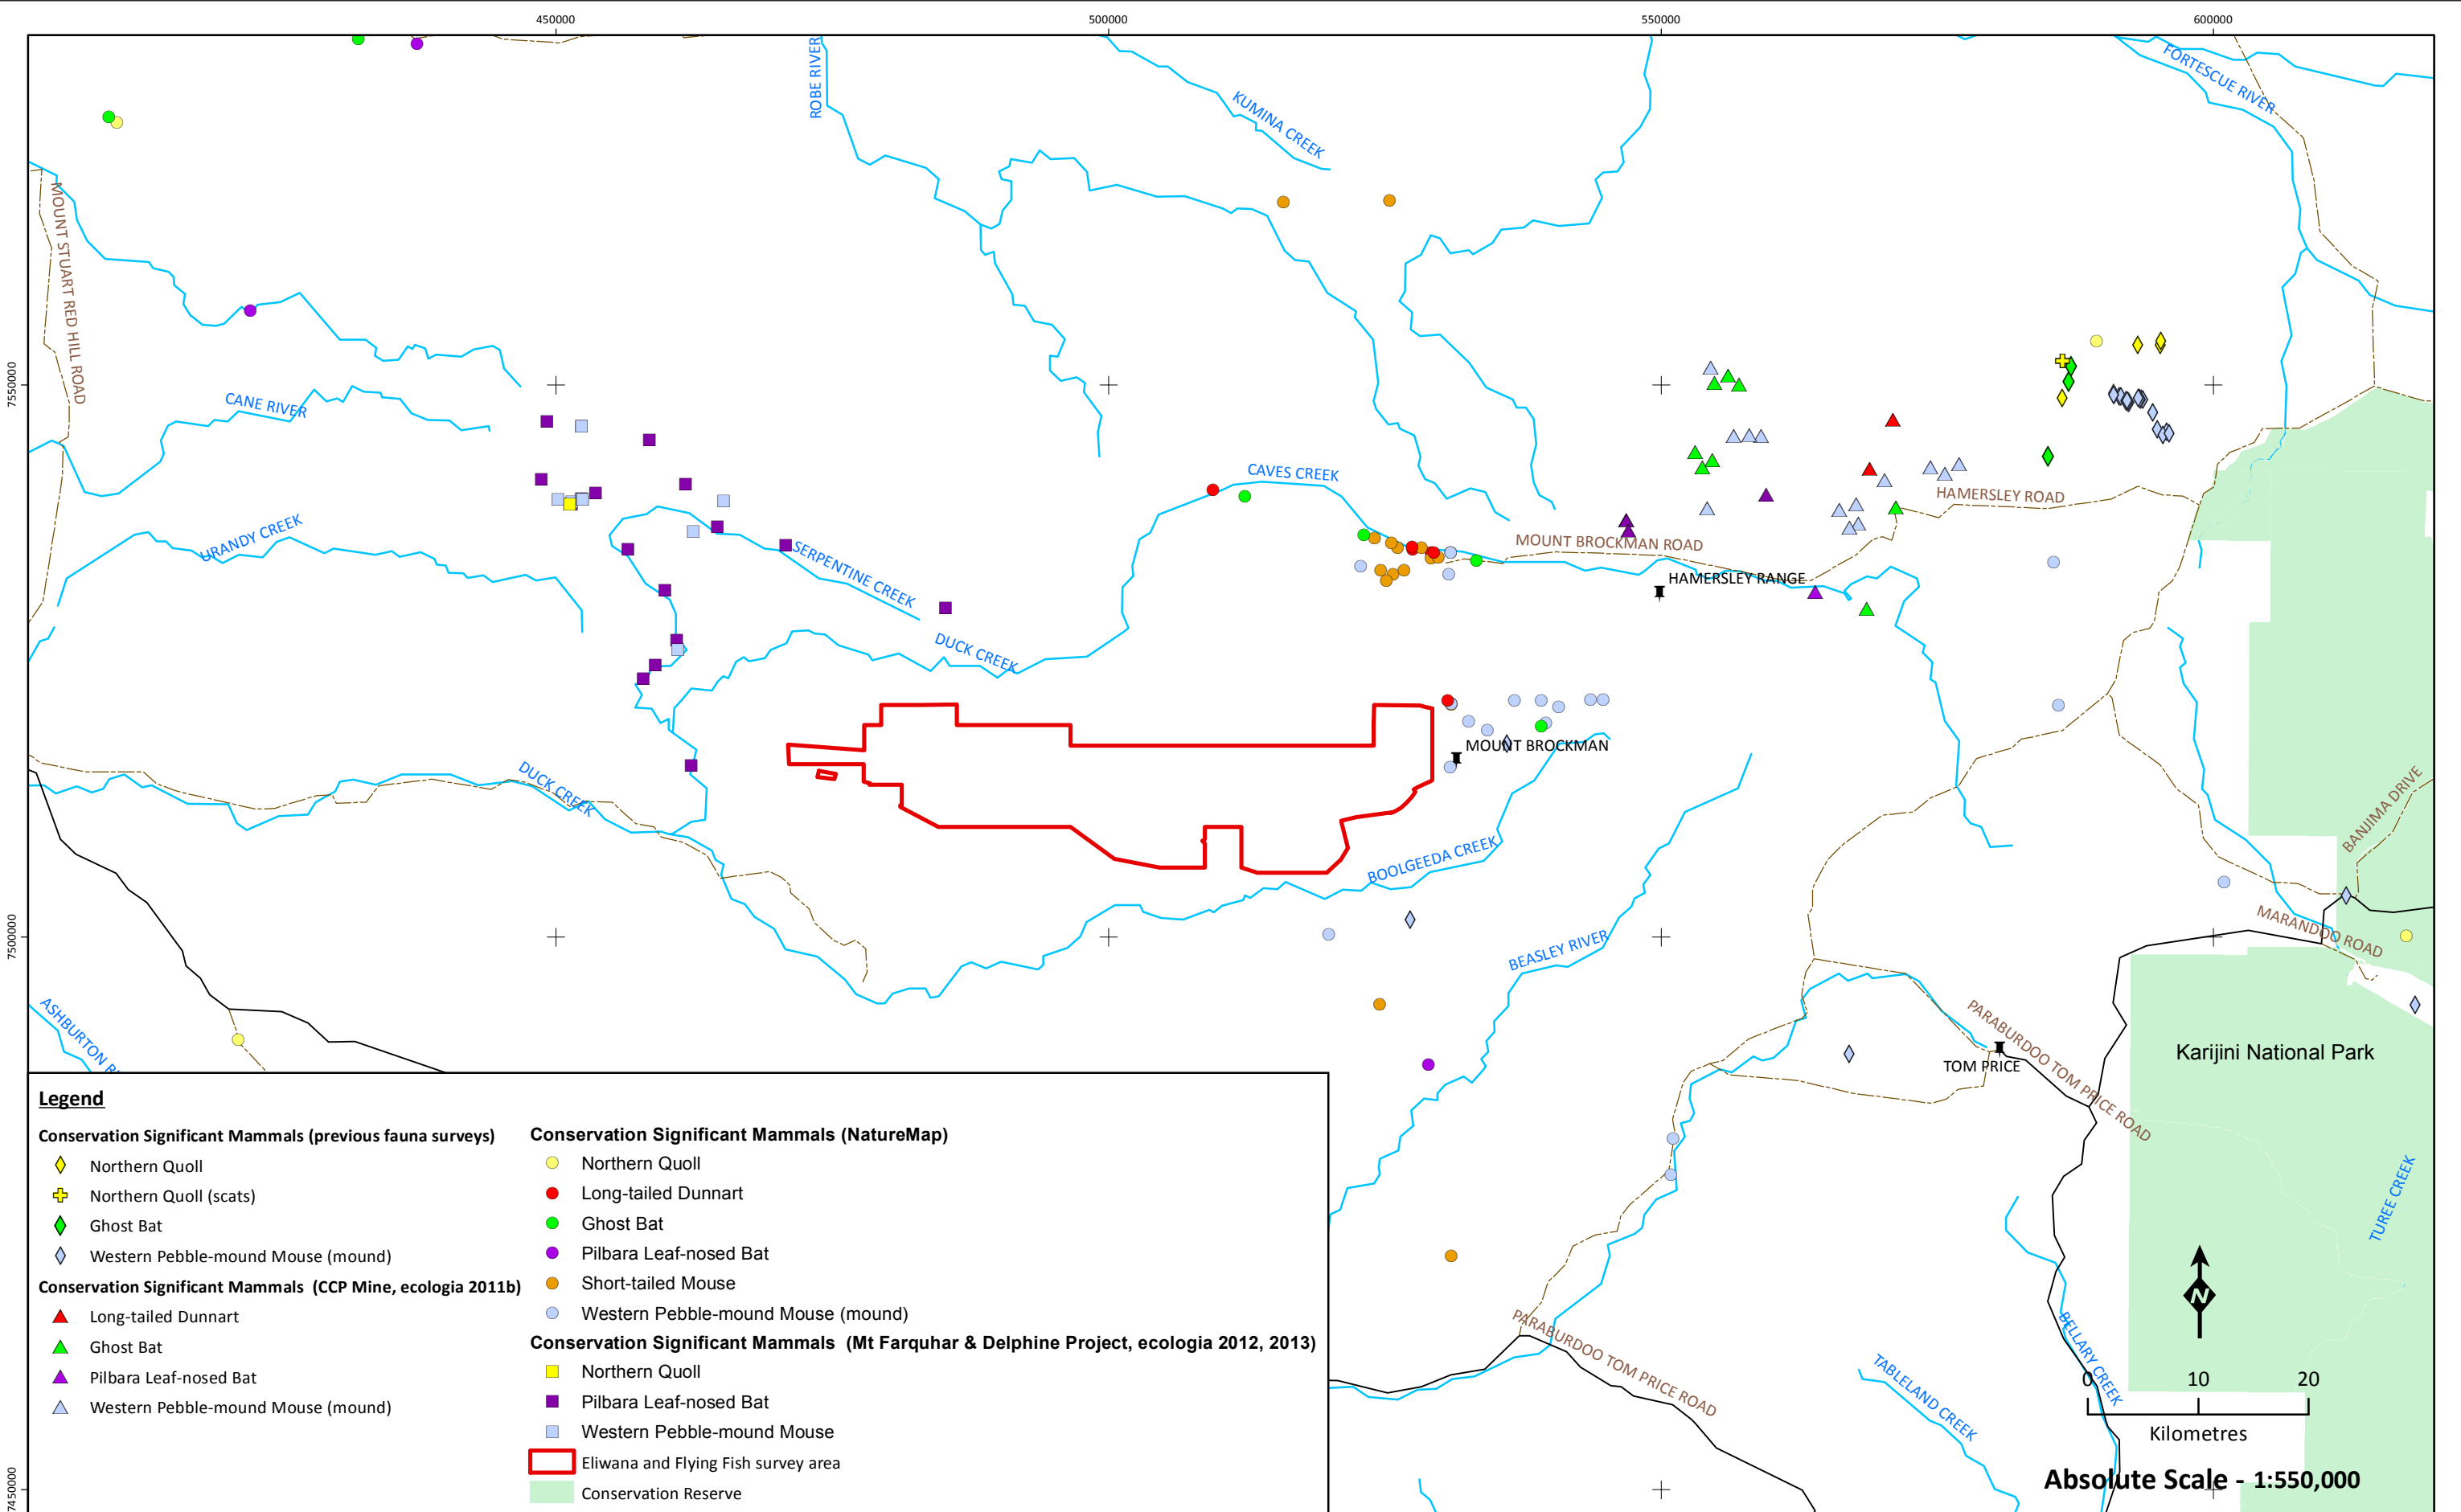 450000
500000
550000
600000
ROBE RIVER
KUMINA CREEK
FORTESCUE RIVER
MOUNT STUART RED HILL ROAD
7550000
CANE RIVER
CAVES CREEK
HAMERSLEY ROAD
URANDY CREEK
SERPENTINE CREEK
MOUNT BROCKMAN ROAD
HAMERSLEY RANGE
DUCK CREEK
MOUNT BROCKMAN
DUCK CREEK
BANJIMA DRIVE
BOOLGEEDA CREEK
7500000
BEASLEY RIVER
MARANDOO ROAD
ASHBURTON R
PARABURDOO TOM PRICE ROAD
TOM PRICE
Karijini National Park
TUREE CREEK
PARABURDOO TOM PRICE ROAD
BELLARY CREEK
TABLELAND CREEK
N
0 10 20
Kilometres
Absolute Scale - 1:550,000
7450000
Legend
Conservation Significant Mammals (previous fauna surveys)
Northern Quoll
Northern Quoll (scats)
Ghost Bat
Western Pebble-mound Mouse (mound)
Conservation Significant Mammals (CCP Mine, ecologia 2011b)
Long-tailed Dunnart
Ghost Bat
Pilbara Leaf-nosed Bat
Western Pebble-mound Mouse (mound)
Conservation Significant Mammals (NatureMap)
Northern Quoll
Long-tailed Dunnart
Ghost Bat
Pilbara Leaf-nosed Bat
Short-tailed Mouse
Western Pebble-mound Mouse (mound)
Conservation Significant Mammals (Mt Farquhar & Delphine Project, ecologia 2012, 2013)
Northern Quoll
Pilbara Leaf-nosed Bat
Western Pebble-mound Mouse
Eliwana and Flying Fish survey area
Conservation Reserve